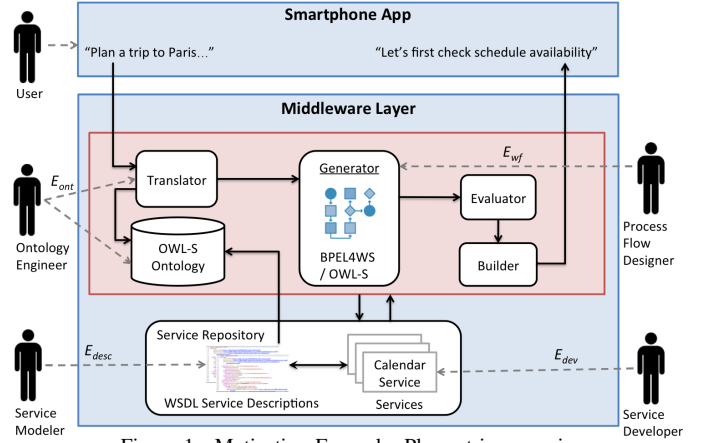 Smartphone App
“Plan a trip to Paris…”
“Let’s first check schedule availability”
User
Middleware Layer
Translator
Generator
BPEL4WS
/ OWL-S
Evaluator
Builder
OWL-S
Ontology
E_ont
E_wf
Ontology
Engineer
Process
Flow
Designer
Service Repository
WSDL Service Descriptions
Calendar
Service
Services
E_desc
E_dev
Service
Modeler
Service
Developer